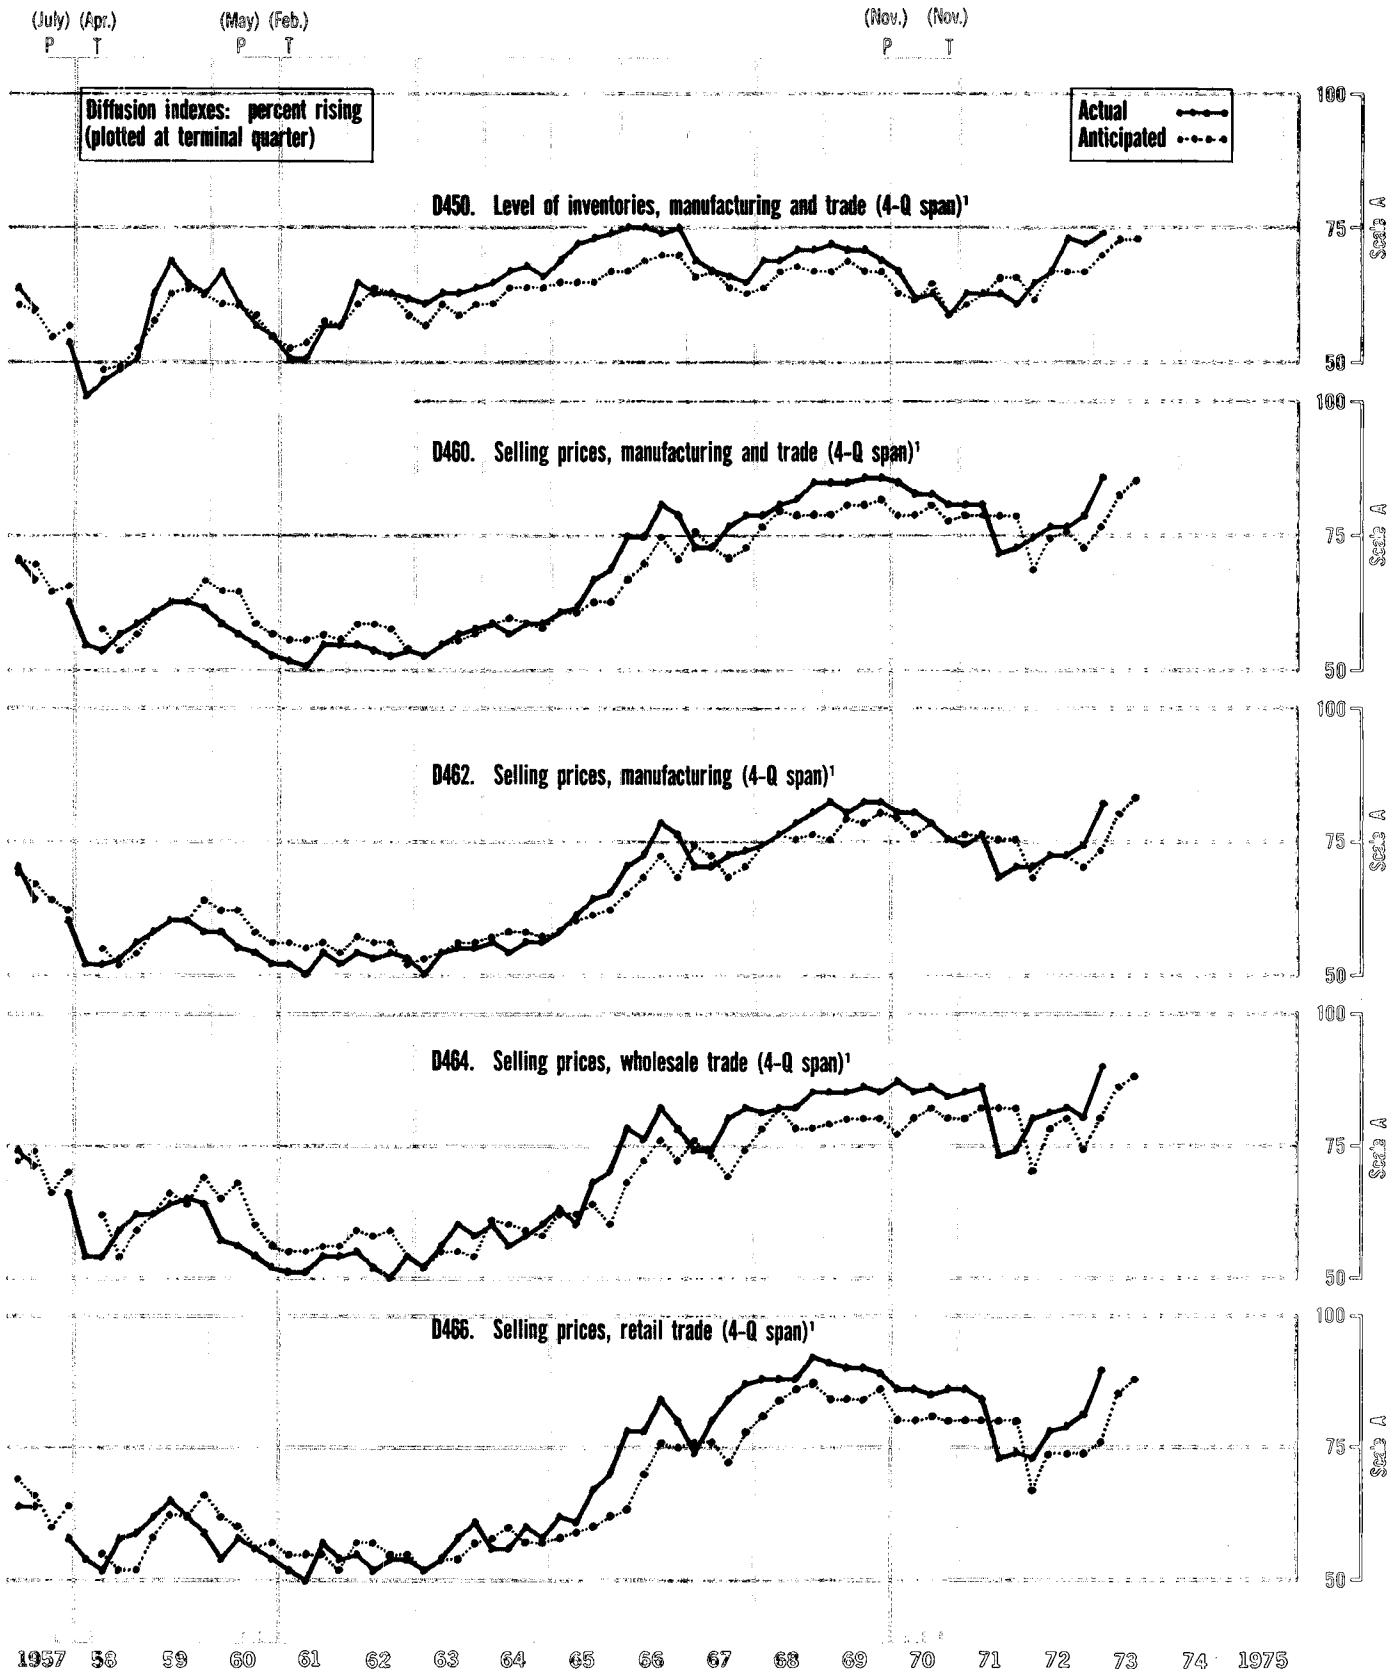 (July) (Apr.) (May) (Feb.) (Nov.) (Nov.)
P T P T P T
Diffusion indexes: percent rising
(plotted at terminal quarter)
Actual
Anticipated
100
D450. Level of inventories, manufacturing and trade (4-Q span)¹
75
Scale A
50
100
D460. Selling prices, manufacturing and trade (4-Q span)¹
75
Scale A
50
100
D462. Selling prices, manufacturing (4-Q span)¹
75
Scale A
50
100
D464. Selling prices, wholesale trade (4-Q span)¹
75
Scale A
50
100
D466. Selling prices, retail trade (4-Q span)¹
75
Scale A
50
1957 58 59 60 61 62 63 64 65 66 67 68 69 70 71 72 73 74 1975